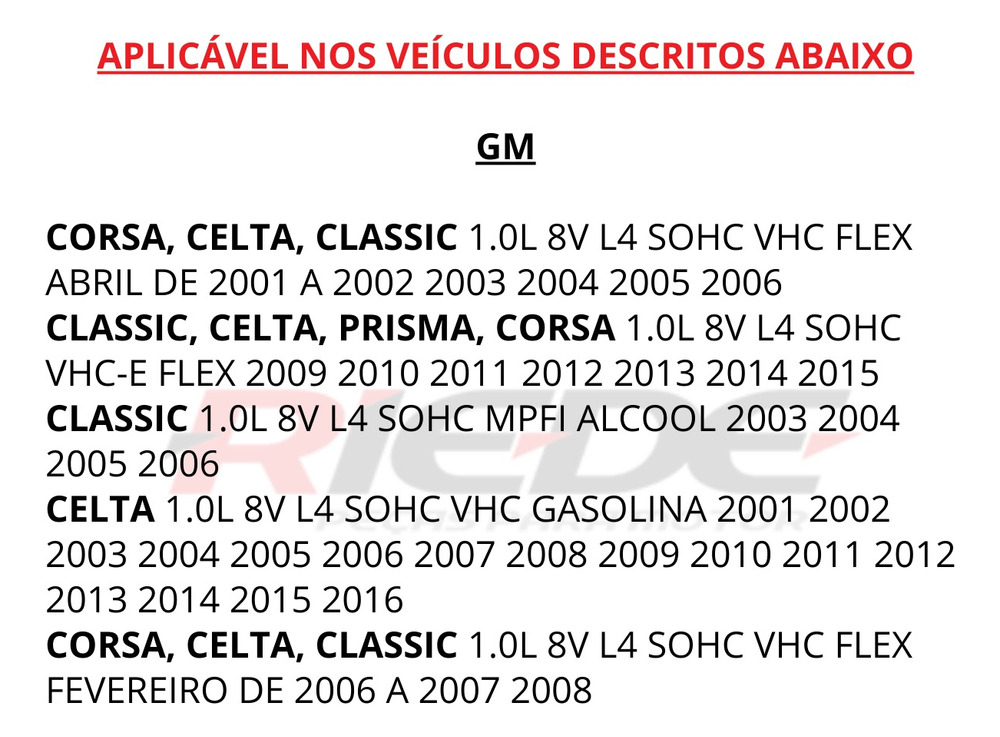 APLICÁVEL NOS VEÍCULOS DESCRITOS ABAIXO
GM
CORSA, CELTA, CLASSIC 1.0L 8V L4 SOHC VHC FLEX
ABRIL DE 2001 A 2002 2003 2004 2005 2006
CLASSIC, CELTA, PRISMA, CORSA 1.0L 8V L4 SOHC
VHC-E FLEX 2009 2010 2011 2012 2013 2014 2015
CLASSIC 1.0L 8V L4 SOHC MPFI ALCOOL 2003 2004
2005 2006
CELTA 1.0L 8V L4 SOHC VHC GASOLINA 2001 2002
2003 2004 2005 2006 2007 2008 2009 2010 2011 2012
2013 2014 2015 2016
CORSA, CELTA, CLASSIC 1.0L 8V L4 SOHC VHC FLEX
FEVEREIRO DE 2006 A 2007 2008
RIEDE
PEÇAS PARA MOTOR